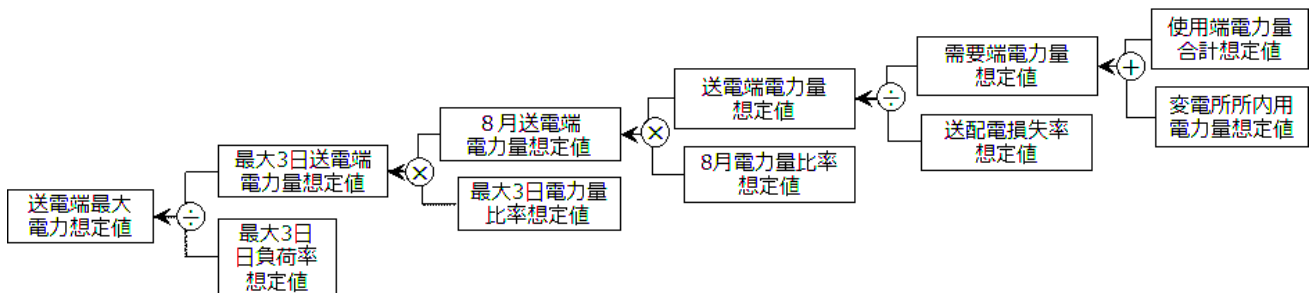 使用端電力量
合計想定値
変電所所内用
電力量想定値
+
需要端電力量
想定値
送配電損失率
想定値
÷
送電端電力量
想定値
8月電力量比率
想定値
×
８月送電端
電力量想定値
最大3日電力量
比率想定値
×
最大3日送電端
電力量想定値
最大3日
日負荷率
想定値
÷
送電端最大
電力想定値